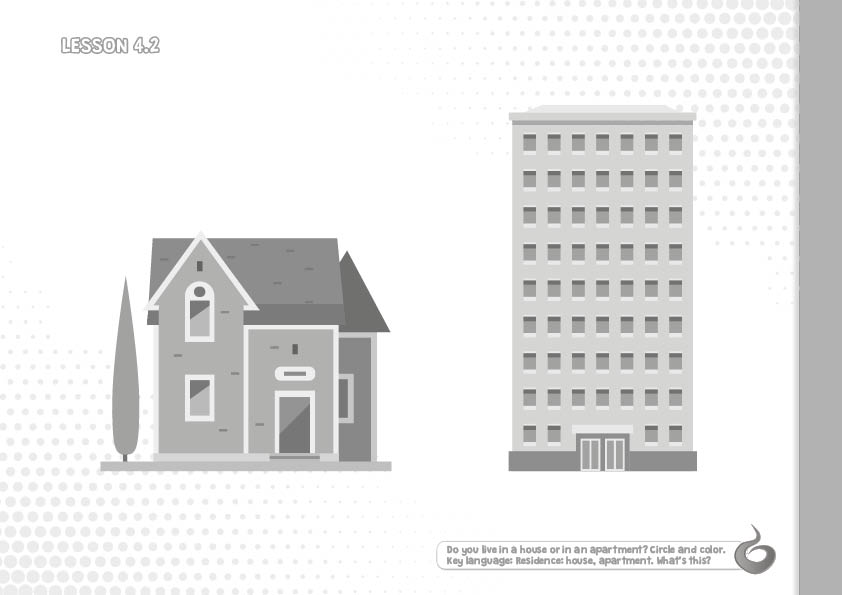 LESSON 4.2
Do you live in a house or in an apartment? Circle and color.
Key language: Residence: house, apartment. What's this?